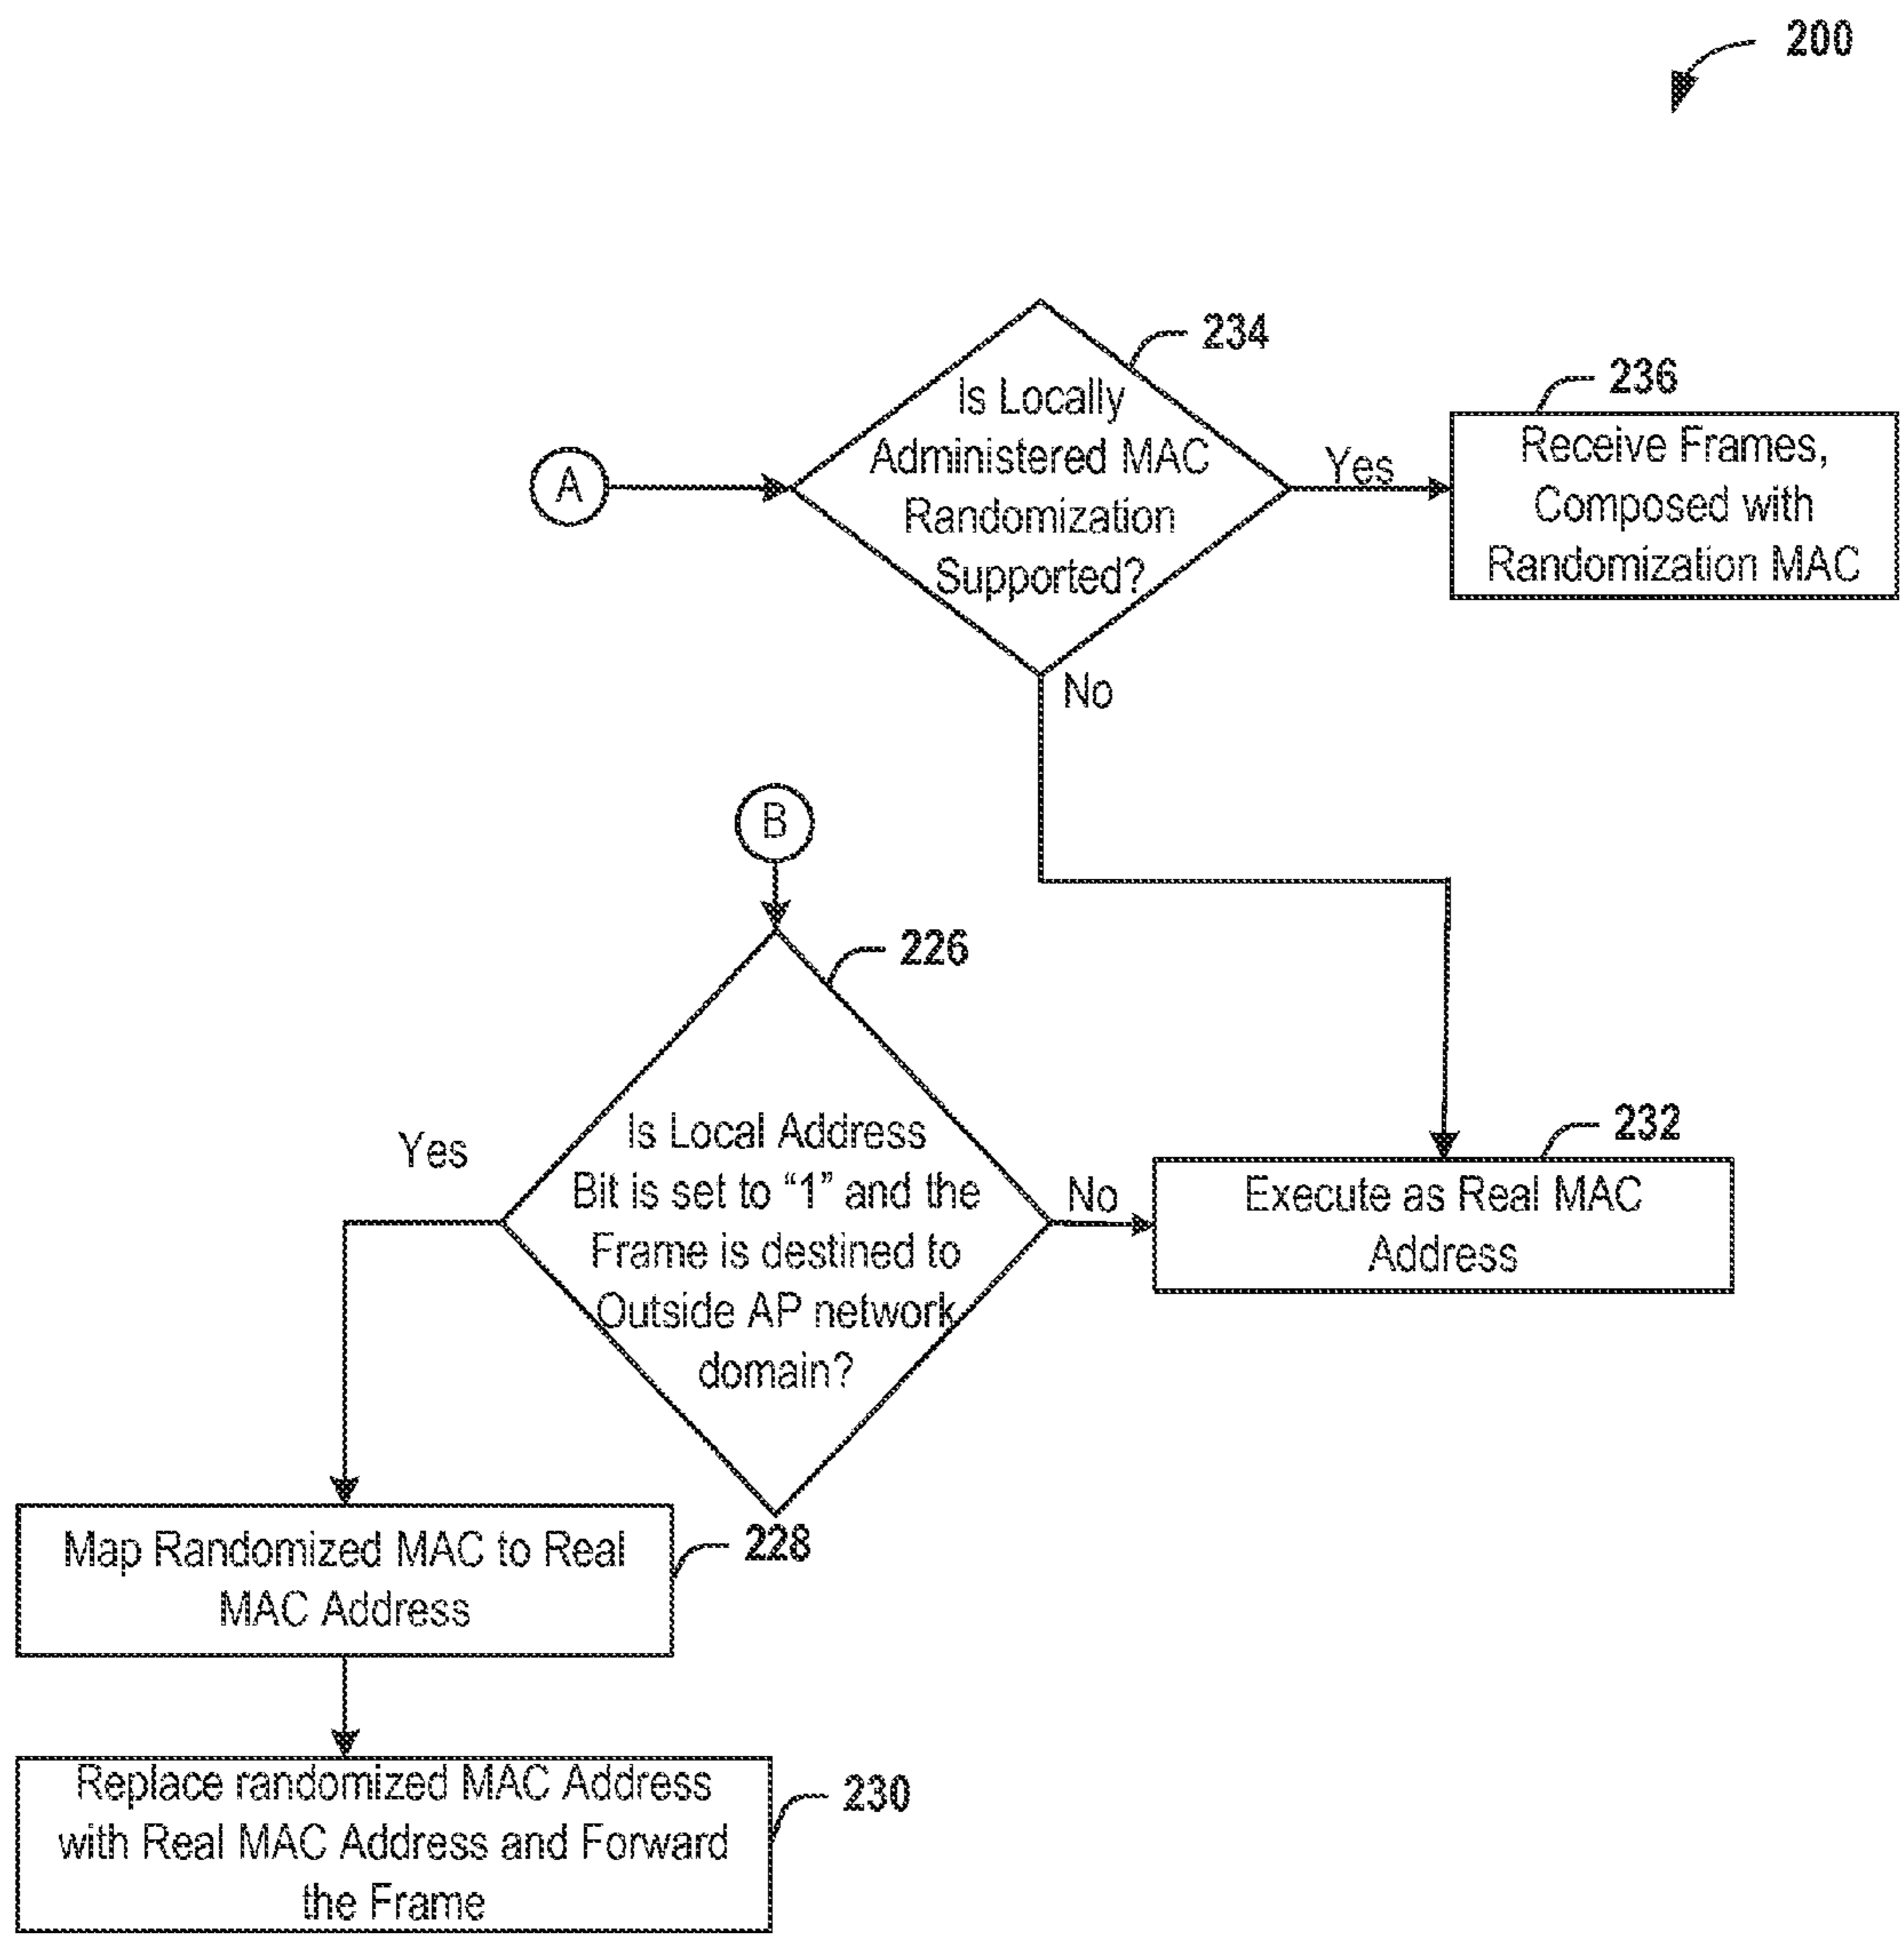 200
234
Is Locally
Administered MAC
Randomization
Supported?
A
Yes
236
Receive Frames,
Composed with
Randomization MAC
No
B
226
Is Local Address
Bit is set to “1” and the
Frame is destined to
Outside AP network
domain?
Yes
No
232
Execute as Real MAC
Address
228
Map Randomized MAC to Real
MAC Address
230
Replace randomized MAC Address
with Real MAC Address and Forward
the Frame